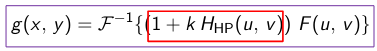 g(x, y) = ℱ⁻¹{(1 + k H_HP(u, v)) F(u, v)}